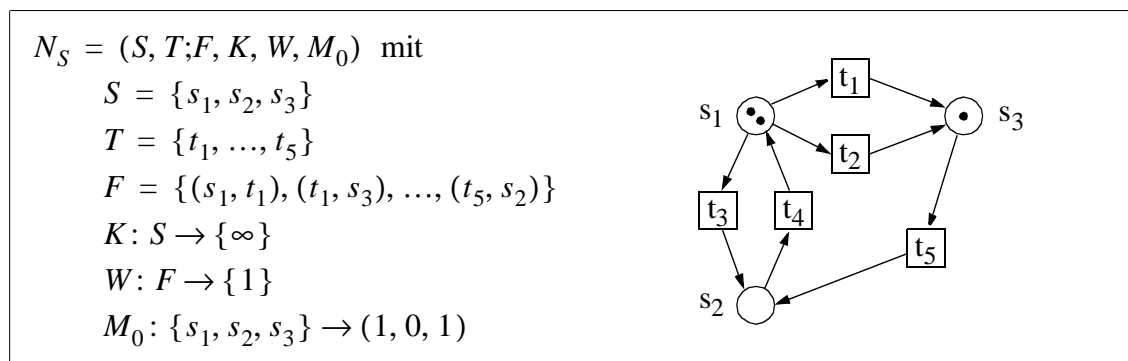 N_S = (S, T;F, K, W, M_0) mit
S = {s_1, s_2, s_3}
T = {t_1, …, t_5}
F = {(s_1, t_1), (t_1, s_3), …, (t_5, s_2)}
K: S → {∞}
W: F → {1}
M_0: {s_1, s_2, s_3} → (1, 0, 1)
t_1
s_1
s_3
t_2
t_3
t_4
t_5
s_2